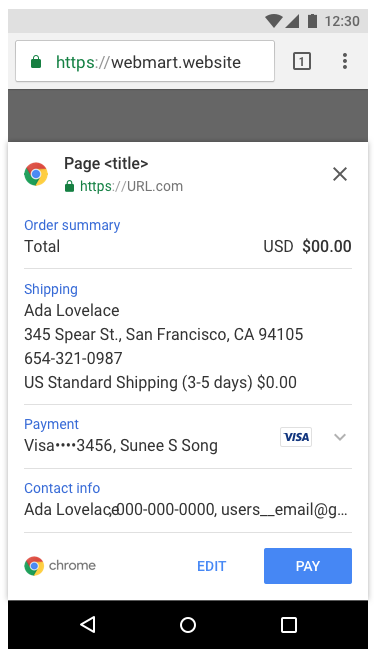 12:30
https://webmart.website
1
Page <title>
https://URL.com
Order summary
Total USD $00.00
Shipping
Ada Lovelace
345 Spear St., San Francisco, CA 94105
654-321-0987
US Standard Shipping (3-5 days) $0.00
Payment
Visa••••3456, Sunee S Song VISA
Contact info
Ada Lovelace, 000-000-0000, users__email@g...
chrome EDIT PAY